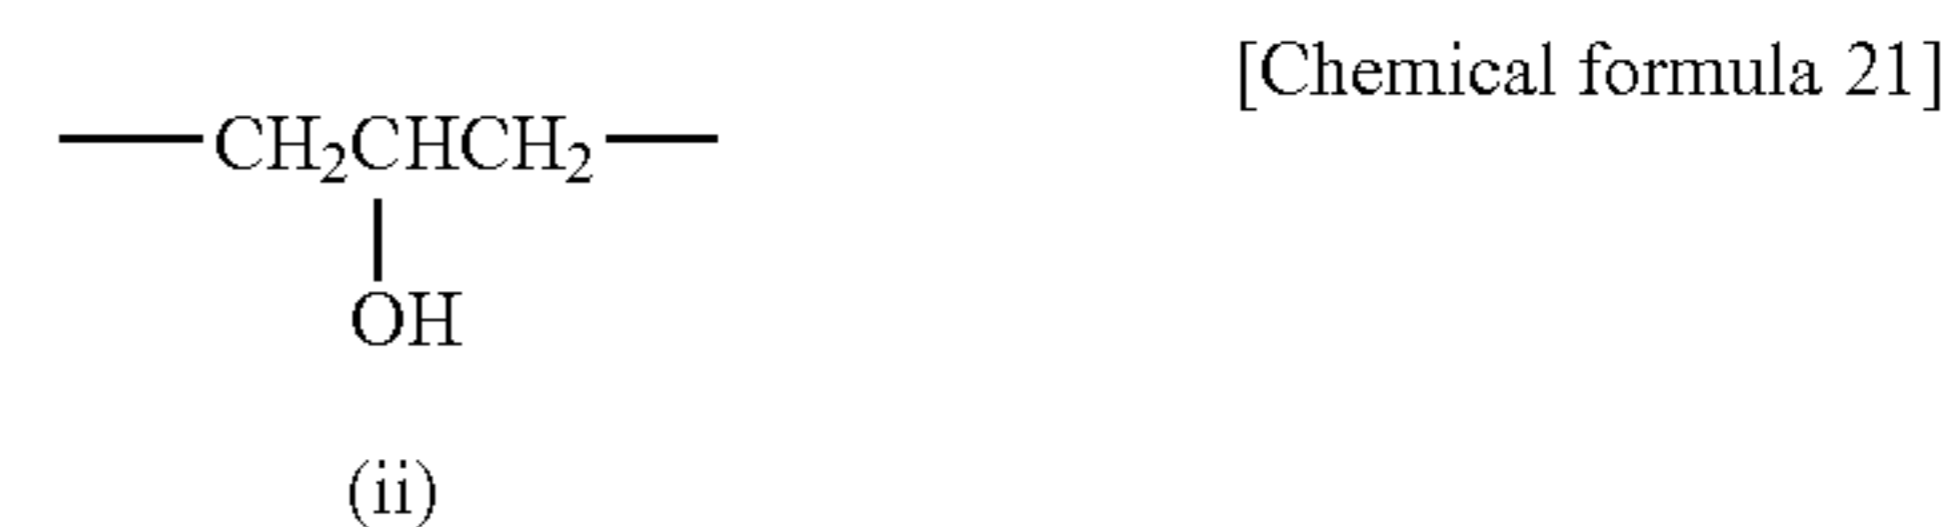 [Chemical formula 21]
—CH₂CHCH₂—
OH
(ii)